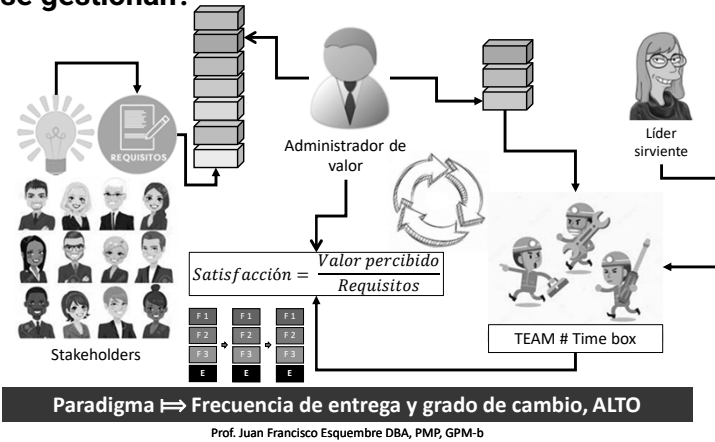 se gestionan?
REQUISITOS
Administrador de
valor
Líder
sirviente
Satisfacción = Valor percibido
Requisitos
F 1 F 1 F 1
F 2 F 2 F 2
F 3 F 3 F 3
E E E
Stakeholders
TEAM # Time box
Paradigma ⟾ Frecuencia de entrega y grado de cambio, ALTO
Prof. Juan Francisco Esquembre DBA, PMP, GPM-b